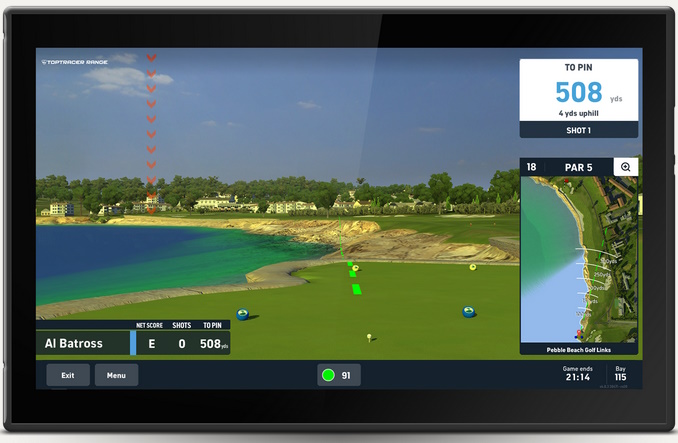 TOPTRACER RANGE
TO PIN
508 yds
4 yds uphill
SHOT 1
18 PAR 5
250yds
Pebble Beach Golf Links
NET SCORE SHOTS TO PIN
Al Batross E 0 508yds
Exit Menu 91
Game ends Bay
21:14 115